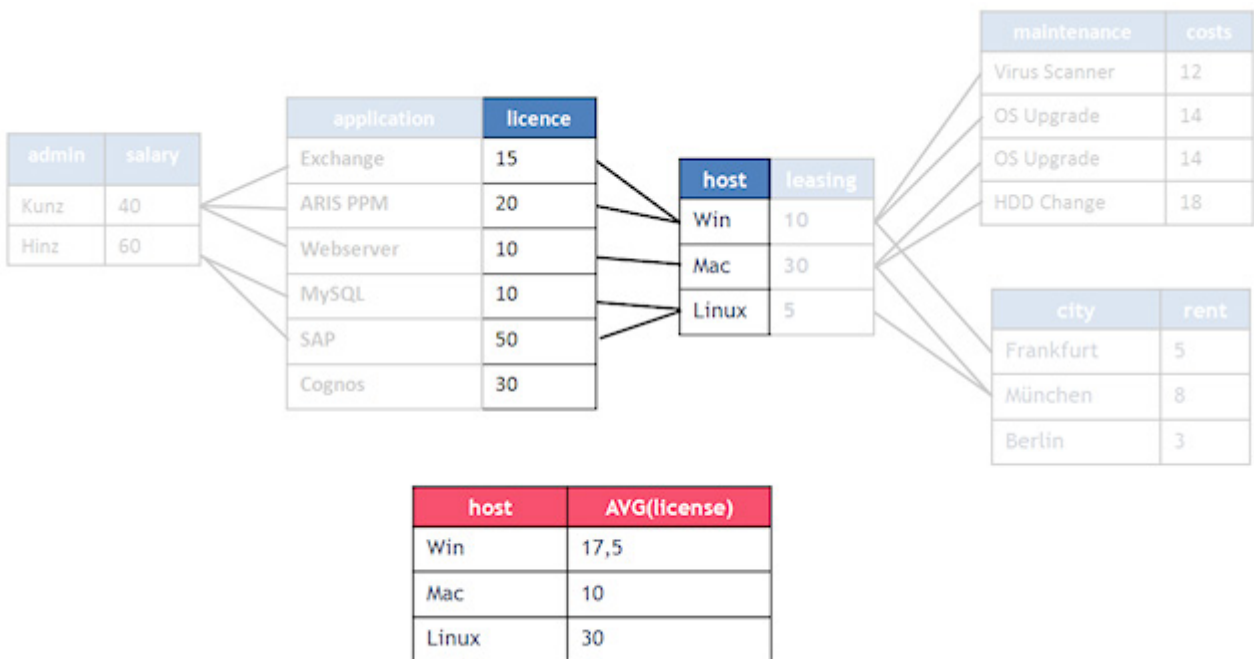 maintenance costs
Virus Scanner 12
OS Upgrade 14
OS Upgrade 14
HDD Change 18
application licence
Exchange 15
ARIS PPM 20
Webserver 10
MySQL 10
SAP 50
Cognos 30
admin salary
Kunz 40
Hinz 60
host leasing
Win 10
Mac 30
Linux 5
city rent
Frankfurt 5
München 8
Berlin 3
host AVG(license)
Win 17,5
Mac 10
Linux 30